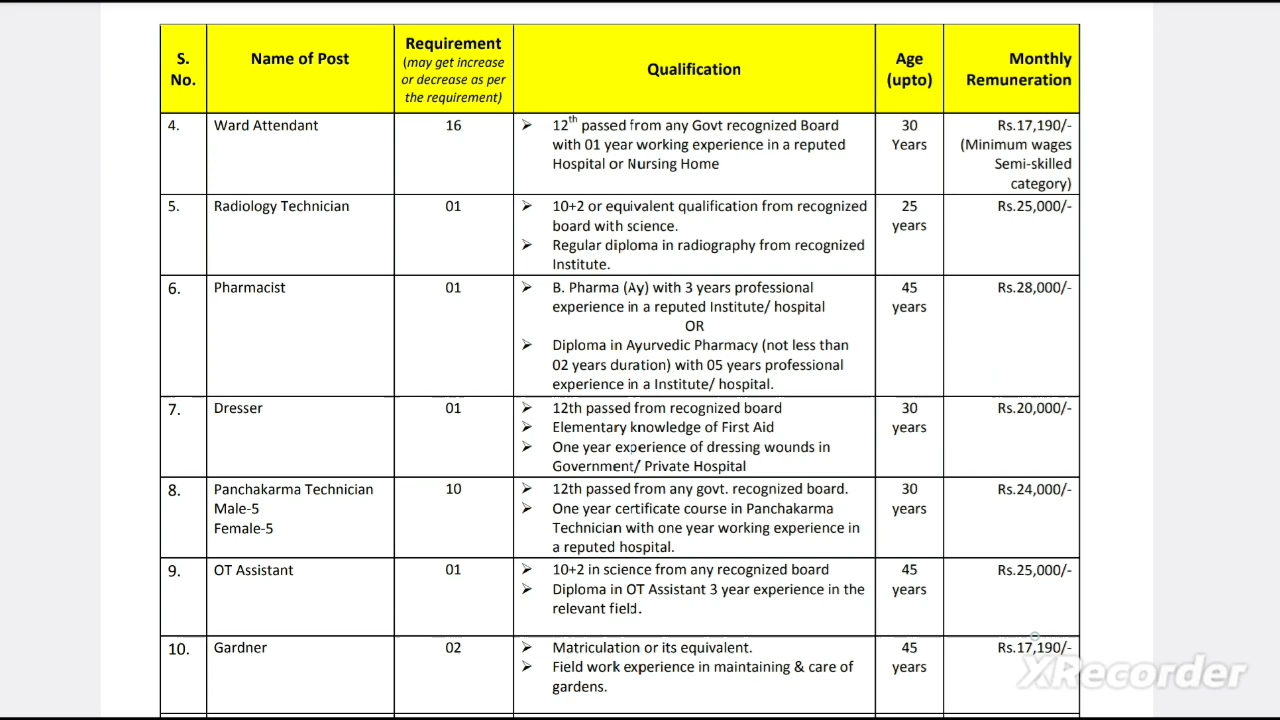 S. No. Name of Post Requirement (may get increase or decrease as per the requirement) Qualification Age (upto) Monthly Remuneration
4. Ward Attendant 16 ➢ 12th passed from any Govt recognized Board 30 Rs.17,190/-
with 01 year working experience in a reputed Years (Minimum wages
Hospital or Nursing Home Semi-skilled
category)
5. Radiology Technician 01 ➢ 10+2 or equivalent qualification from recognized 25 Rs.25,000/-
board with science. years
➢ Regular diploma in radiography from recognized
Institute.
6. Pharmacist 01 ➢ B. Pharma (Ay) with 3 years professional 45 Rs.28,000/-
experience in a reputed Institute/ hospital years
OR
➢ Diploma in Ayurvedic Pharmacy (not less than
02 years duration) with 05 years professional
experience in a Institute/ hospital.
7. Dresser 01 ➢ 12th passed from recognized board 30 Rs.20,000/-
➢ Elementary knowledge of First Aid years
➢ One year experience of dressing wounds in
Government/ Private Hospital
8. Panchakarma Technician 10 ➢ 12th passed from any govt. recognized board. 30 Rs.24,000/-
Male-5 ➢ One year certificate course in Panchakarma years
Female-5 Technician with one year working experience in
a reputed hospital.
9. OT Assistant 01 ➢ 10+2 in science from any recognized board 45 Rs.25,000/-
➢ Diploma in OT Assistant 3 year experience in the years
relevant field.
10. Gardner 02 ➢ Matriculation or its equivalent. 45 Rs.17,190/-
➢ Field work experience in maintaining & care of years
gardens.
XRecorder